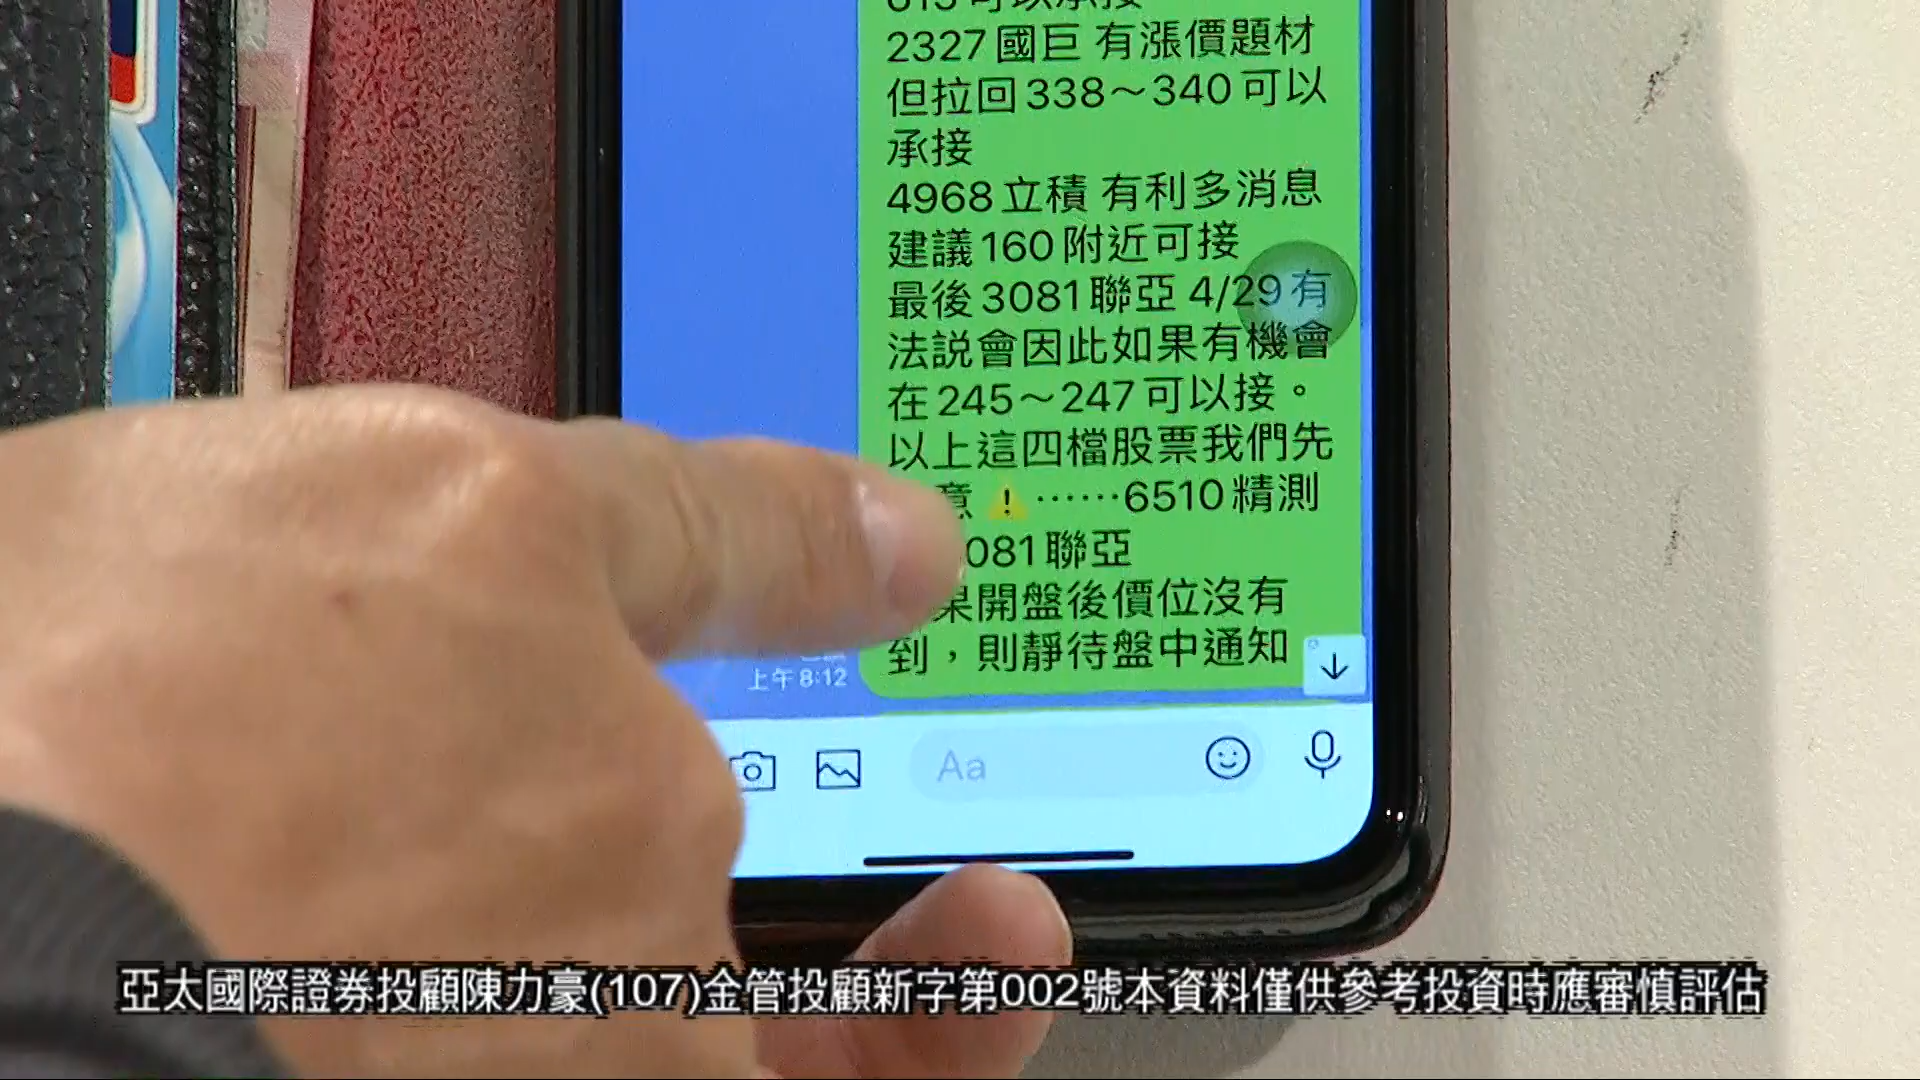 2327國巨 有漲價題材
但拉回338～340可以
承接
4968立積 有利多消息
建議160附近可接
最後3081聯亞 4/29有
法説會因此如果有機會
在245～247可以接。
以上這四檔股票我們先
意⚠️⋯⋯6510精測
081聯亞
果開盤後價位沒有
到，則靜待盤中通知
上午8:12
Aa
亞太國際證券投顧陳力豪(107)金管投顧新字第002號本資料僅供參考投資時應審慎評估